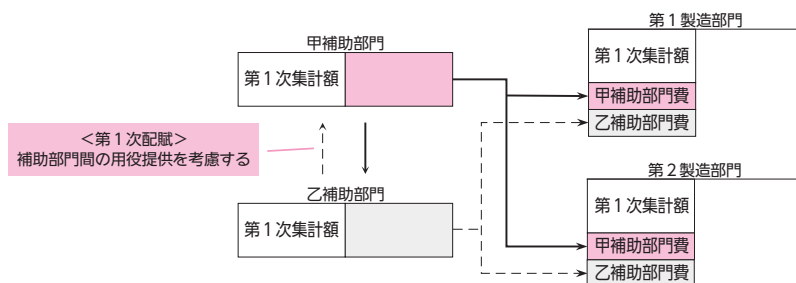 第１製造部門
甲補助部門
第１次集計額
第１次集計額
甲補助部門費
乙補助部門費
＜第１次配賦＞
補助部門間の用役提供を考慮する
第２製造部門
乙補助部門
第１次集計額
第１次集計額
甲補助部門費
乙補助部門費